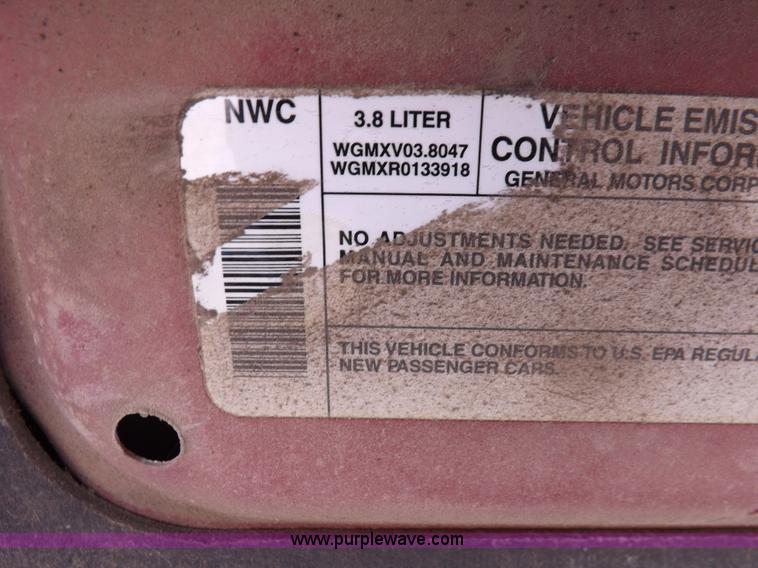 NWC
3.8 LITER
WGMXV03.8047
WGMXR0133918
VEHICLE EMIS
CONTROL INFOR
GENERAL MOTORS CORP
NO ADJUSTMENTS NEEDED. SEE SERVIC
MANUAL AND MAINTENANCE SCHEDUL
FOR MORE INFORMATION.
THIS VEHICLE CONFORMS TO U.S. EPA REGULA
NEW PASSENGER CARS.
www.purplewave.com